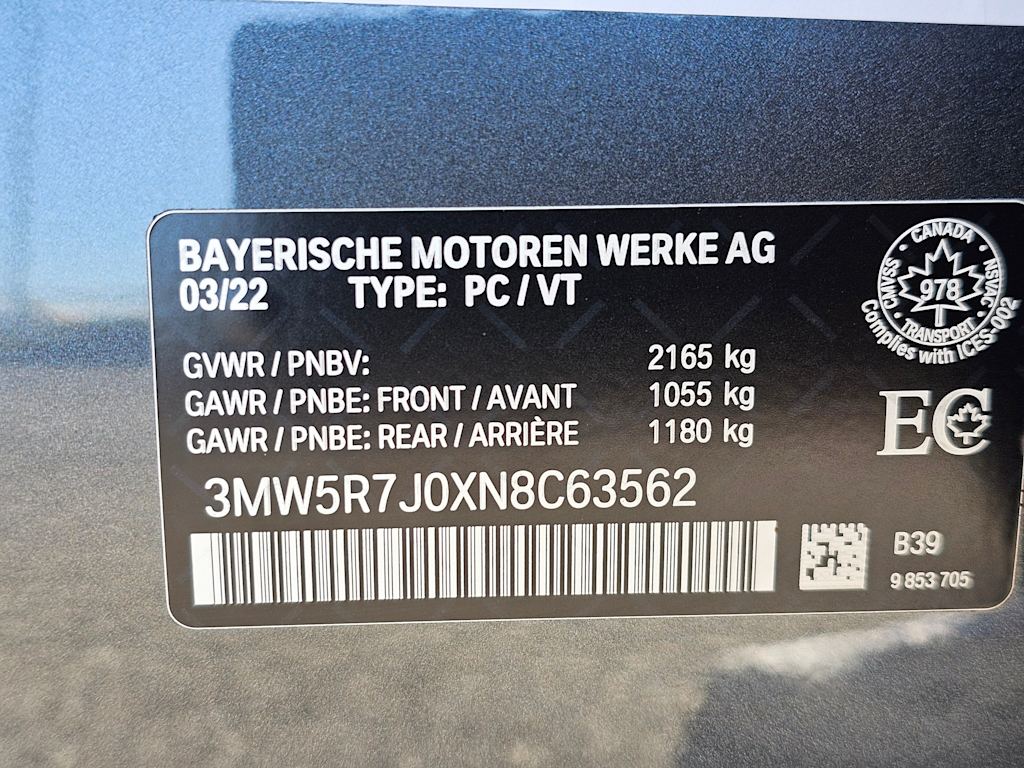 BAYERISCHE MOTOREN WERKE AG
03/22 TYPE: PC / VT
GVWR / PNBV: 2165 kg
GAWR / PNBE: FRONT / AVANT 1055 kg
GAWR / PNBE: REAR / ARRIÈRE 1180 kg
3MW5R7J0XN8C63562
CANADA
CMVSS
978
NSVAC
TRANSPORT
Complies with ICES-002
EC
B39
9 853 705